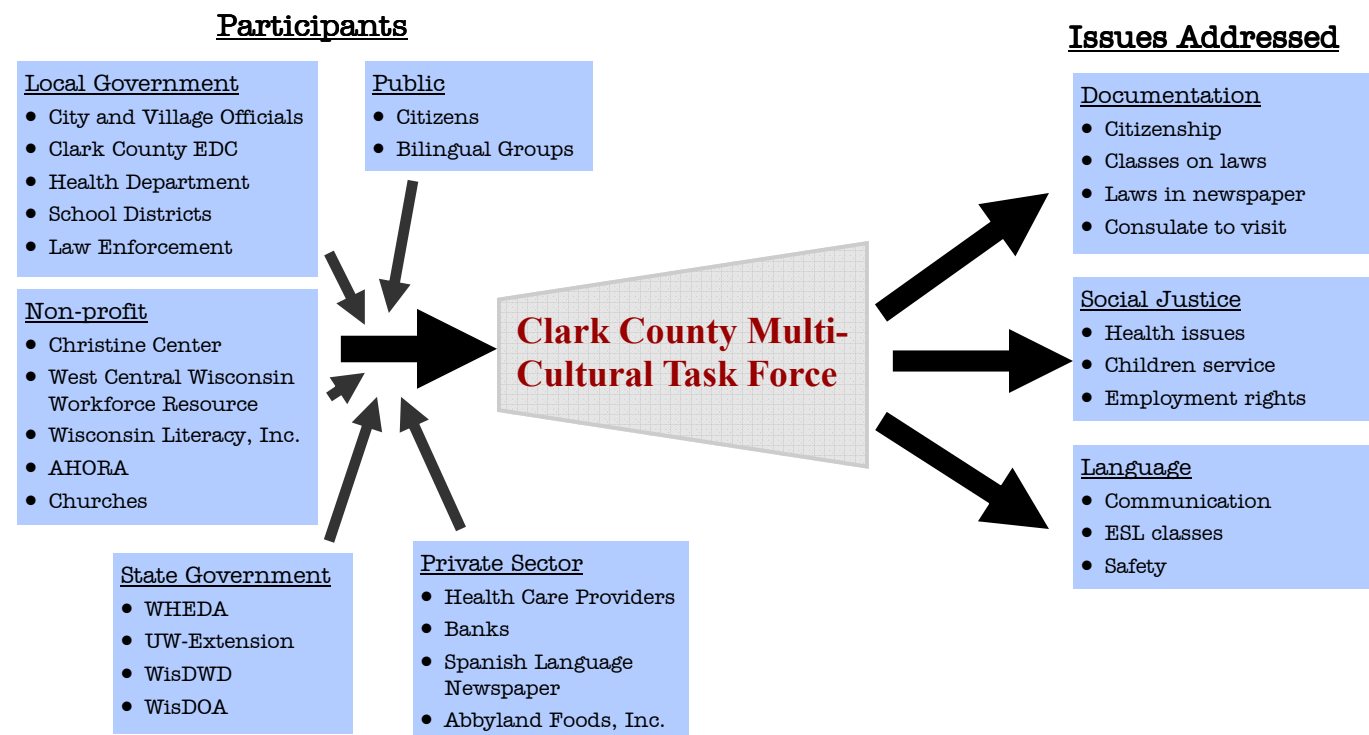 Participants
Local Government
• City and Village Officials
• Clark County EDC
• Health Department
• School Districts
• Law Enforcement
Public
• Citizens
• Bilingual Groups
Non-profit
• Christine Center
• West Central Wisconsin
Workforce Resource
• Wisconsin Literacy, Inc.
• AHORA
• Churches
State Government
• WHEDA
• UW-Extension
• WisDWD
• WisDOA
Private Sector
• Health Care Providers
• Banks
• Spanish Language
Newspaper
• Abbyland Foods, Inc.
Clark County Multi-
Cultural Task Force
Issues Addressed
Documentation
• Citizenship
• Classes on laws
• Laws in newspaper
• Consulate to visit
Social Justice
• Health issues
• Children service
• Employment rights
Language
• Communication
• ESL classes
• Safety